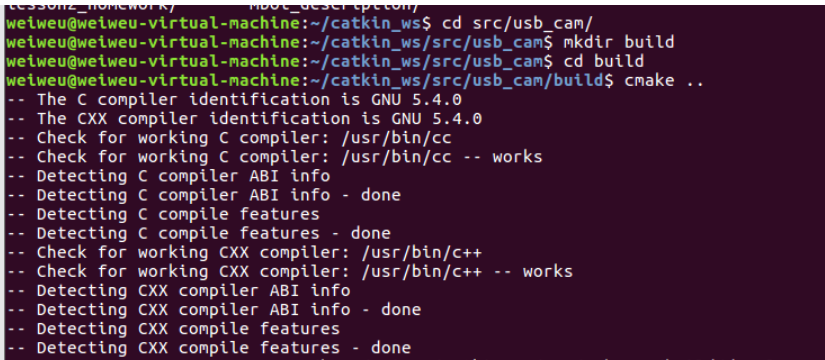 weiweu@weiweu-virtual-machine:~/catkin_ws$ cd src/usb_cam/
weiweu@weiweu-virtual-machine:~/catkin_ws/src/usb_cam$ mkdir build
weiweu@weiweu-virtual-machine:~/catkin_ws/src/usb_cam$ cd build
weiweu@weiweu-virtual-machine:~/catkin_ws/src/usb_cam/build$ cmake ..
-- The C compiler identification is GNU 5.4.0
-- The CXX compiler identification is GNU 5.4.0
-- Check for working C compiler: /usr/bin/cc
-- Check for working C compiler: /usr/bin/cc -- works
-- Detecting C compiler ABI info
-- Detecting C compiler ABI info - done
-- Detecting C compile features
-- Detecting C compile features - done
-- Check for working CXX compiler: /usr/bin/c++
-- Check for working CXX compiler: /usr/bin/c++ -- works
-- Detecting CXX compiler ABI info
-- Detecting CXX compiler ABI info - done
-- Detecting CXX compile features
-- Detecting CXX compile features - done